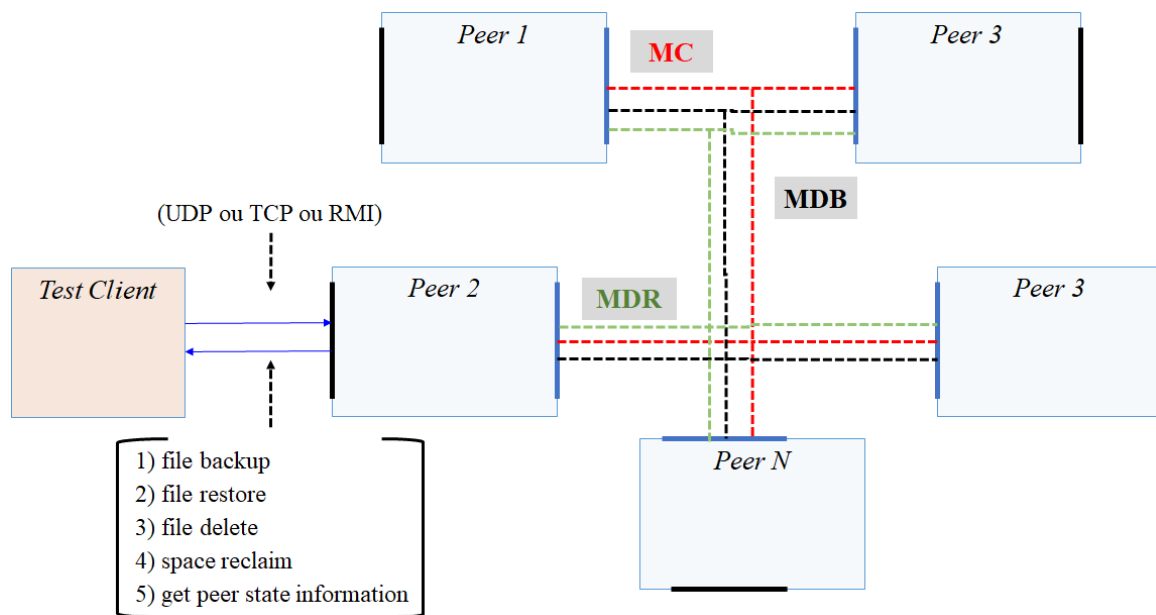 Peer 1
MC
Peer 3
MDB
(UDP ou TCP ou RMI)
Test Client
Peer 2
MDR
Peer 3
Peer N
1) file backup
2) file restore
3) file delete
4) space reclaim
5) get peer state information